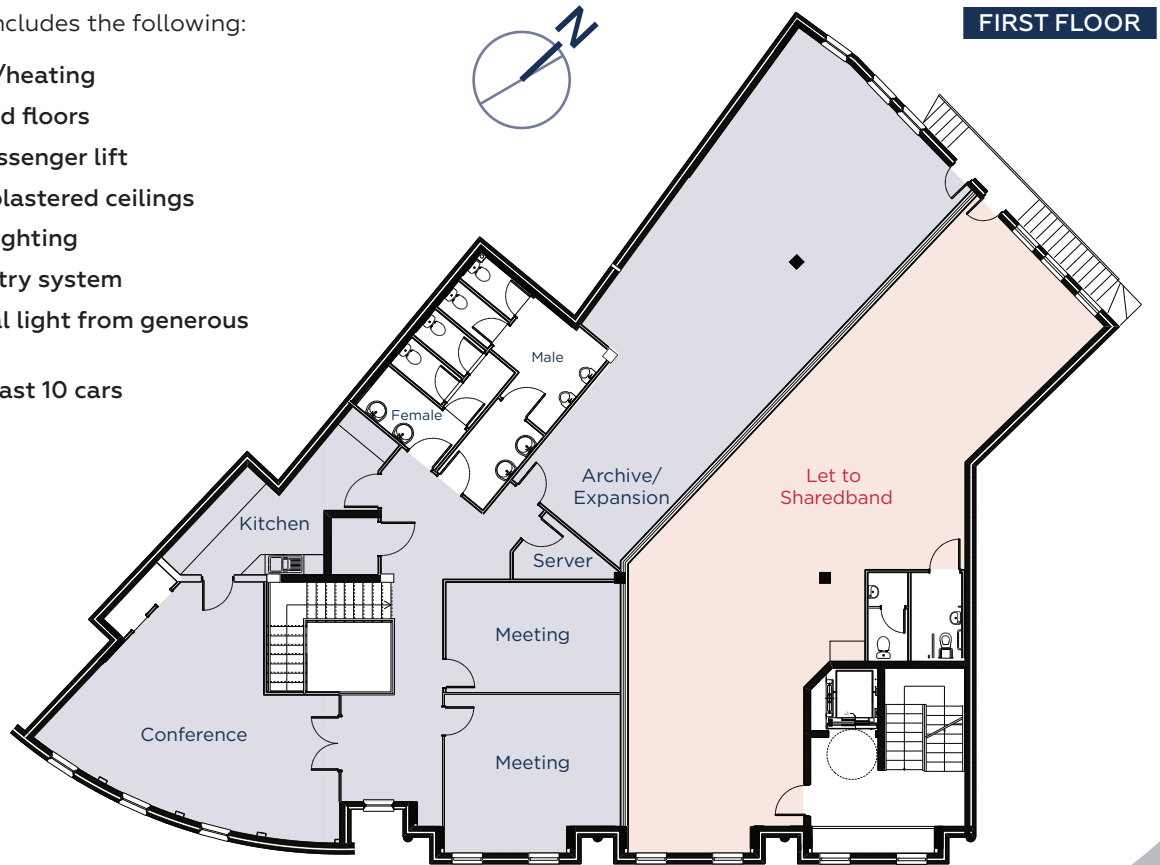 ncludes the following:
/heating
d floors
ssenger lift
plastered ceilings
ghting
try system
al light from generous
ast 10 cars
N
FIRST FLOOR
Male
Female
Archive/
Expansion
Let to
Sharedband
Kitchen
Server
Meeting
Conference
Meeting